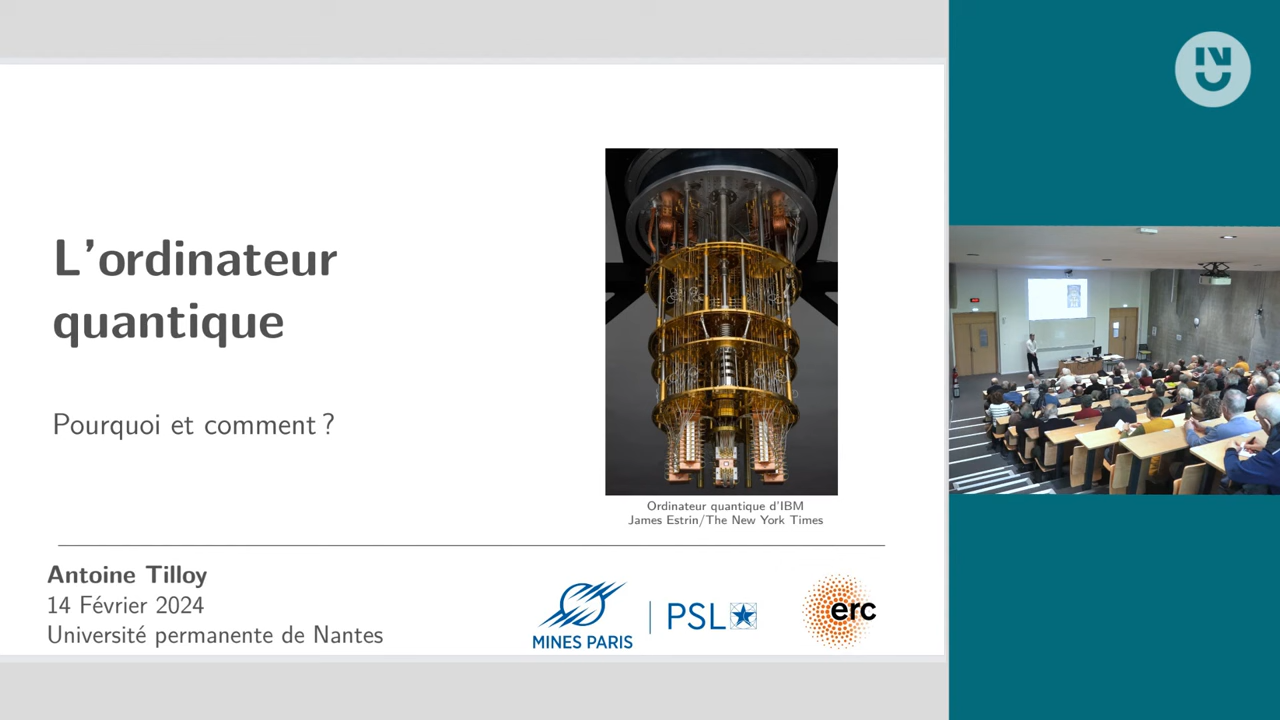 L'ordinateur
quantique
Pourquoi et comment ?
Ordinateur quantique d'IBM
James Estrin/The New York Times
Antoine Tilloy
14 Février 2024
Université permanente de Nantes
MINES PARIS
PSL
erc